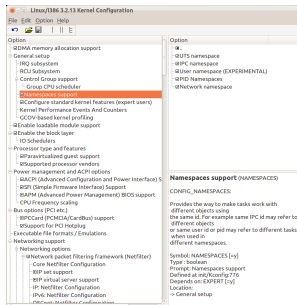 Linux/i386 3.2.13 Kernel Configuration
File Edit Option Help
Option
DMA memory allocation support
General setup
IRQ subsystem
RCU Subsystem
Control Group support
Group CPU scheduler
Namespaces support
Configure standard kernel features (expert users)
Kernel Performance Events And Counters
GCOV-based kernel profiling
Enable loadable module support
Enable the block layer
IO Schedulers
Processor type and features
Paravirtualized guest support
Supported processor vendors
Power management and ACPI options
ACPI (Advanced Configuration and Power Interface) S
SFI (Simple Firmware Interface) Support
APM (Advanced Power Management) BIOS support
CPU Frequency scaling
Bus options (PCI etc.)
PCCard (PCMCIA/CardBus) support
Support for PCI Hotplug
Executable file formats / Emulations
Networking support
Networking options
Network packet filtering framework (Netfilter)
Core Netfilter Configuration
IP set support
IP virtual server support
IP: Netfilter Configuration
IPv6: Netfilter Configuration
Option
..
UTS namespace
IPC namespace
User namespace (EXPERIMENTAL)
PID Namespaces
Network namespace
Namespaces support (NAMESPACES)
CONFIG_NAMESPACES:
Provides the way to make tasks work with
different objects using
the same id. For example same IPC id may refer to
different objects
or same user id or pid may refer to different tasks
when used in
different namespaces.
Symbol: NAMESPACES [=y]
Type : boolean
Prompt: Namespaces support
Defined at init/Kconfig:776
Depends on: EXPERT [=y]
Location:
-> General setup